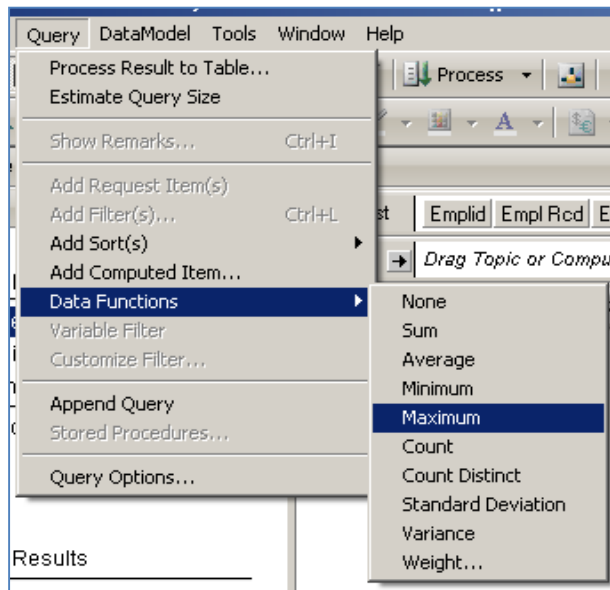 Query DataModel Tools Window Help
Process Result to Table...
Process
Estimate Query Size
Show Remarks... Ctrl+I
A
Add Request Item(s)
Add Filter(s)... Ctrl+L
Emplid Empl Rcd
Add Sort(s)
Drag Topic or
Add Computed Item...
Data Functions
None
Variable Filter
Sum
Customize Filter...
Average
Minimum
Append Query
Maximum
Stored Procedures...
Count
Query Options...
Count Distinct
Standard Deviation
Variance
Results
Weight...